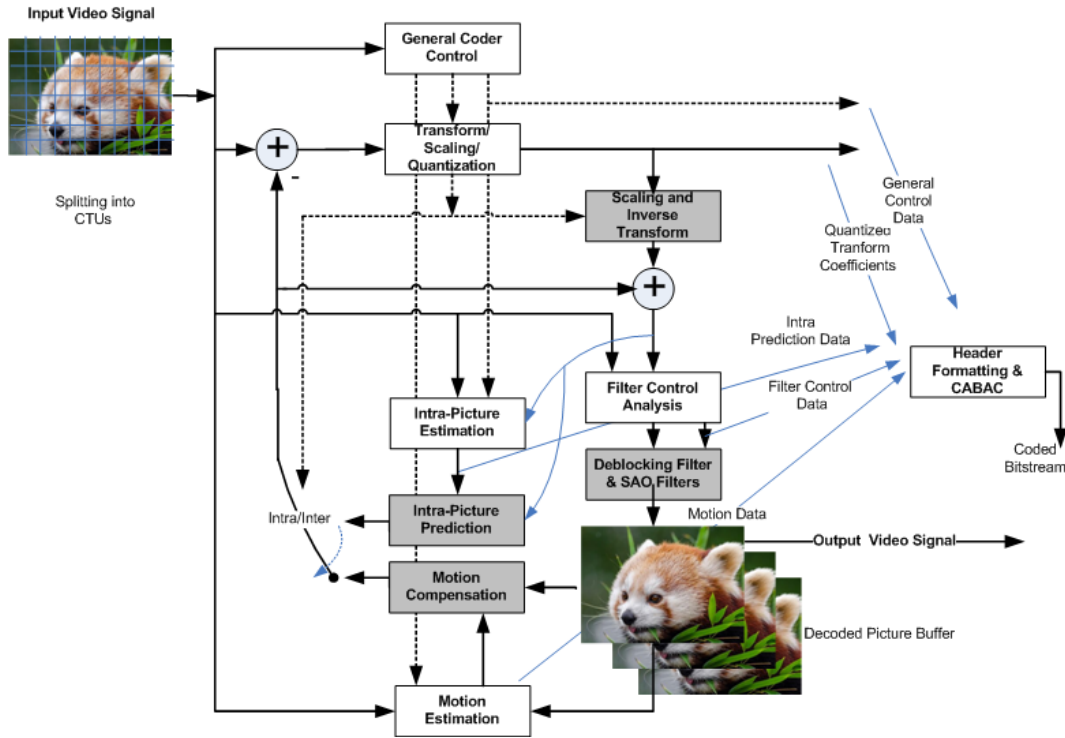 Input Video Signal
General Coder
Control
Transform/
Scaling/
Quantization
-
Splitting into
CTUs
Scaling and
Inverse
Transform
General
Control
Data
Quantized
Tranform
Coefficients
Intra
Prediction Data
Header
Formatting &
CABAC
Filter Control
Analysis
Filter Control
Data
Intra-Picture
Estimation
Deblocking Filter
& SAO Filters
Coded
Bitstream
Intra/Inter
Intra-Picture
Prediction
Motion Data
Output Video Signal
Motion
Compensation
Decoded Picture Buffer
Motion
Estimation